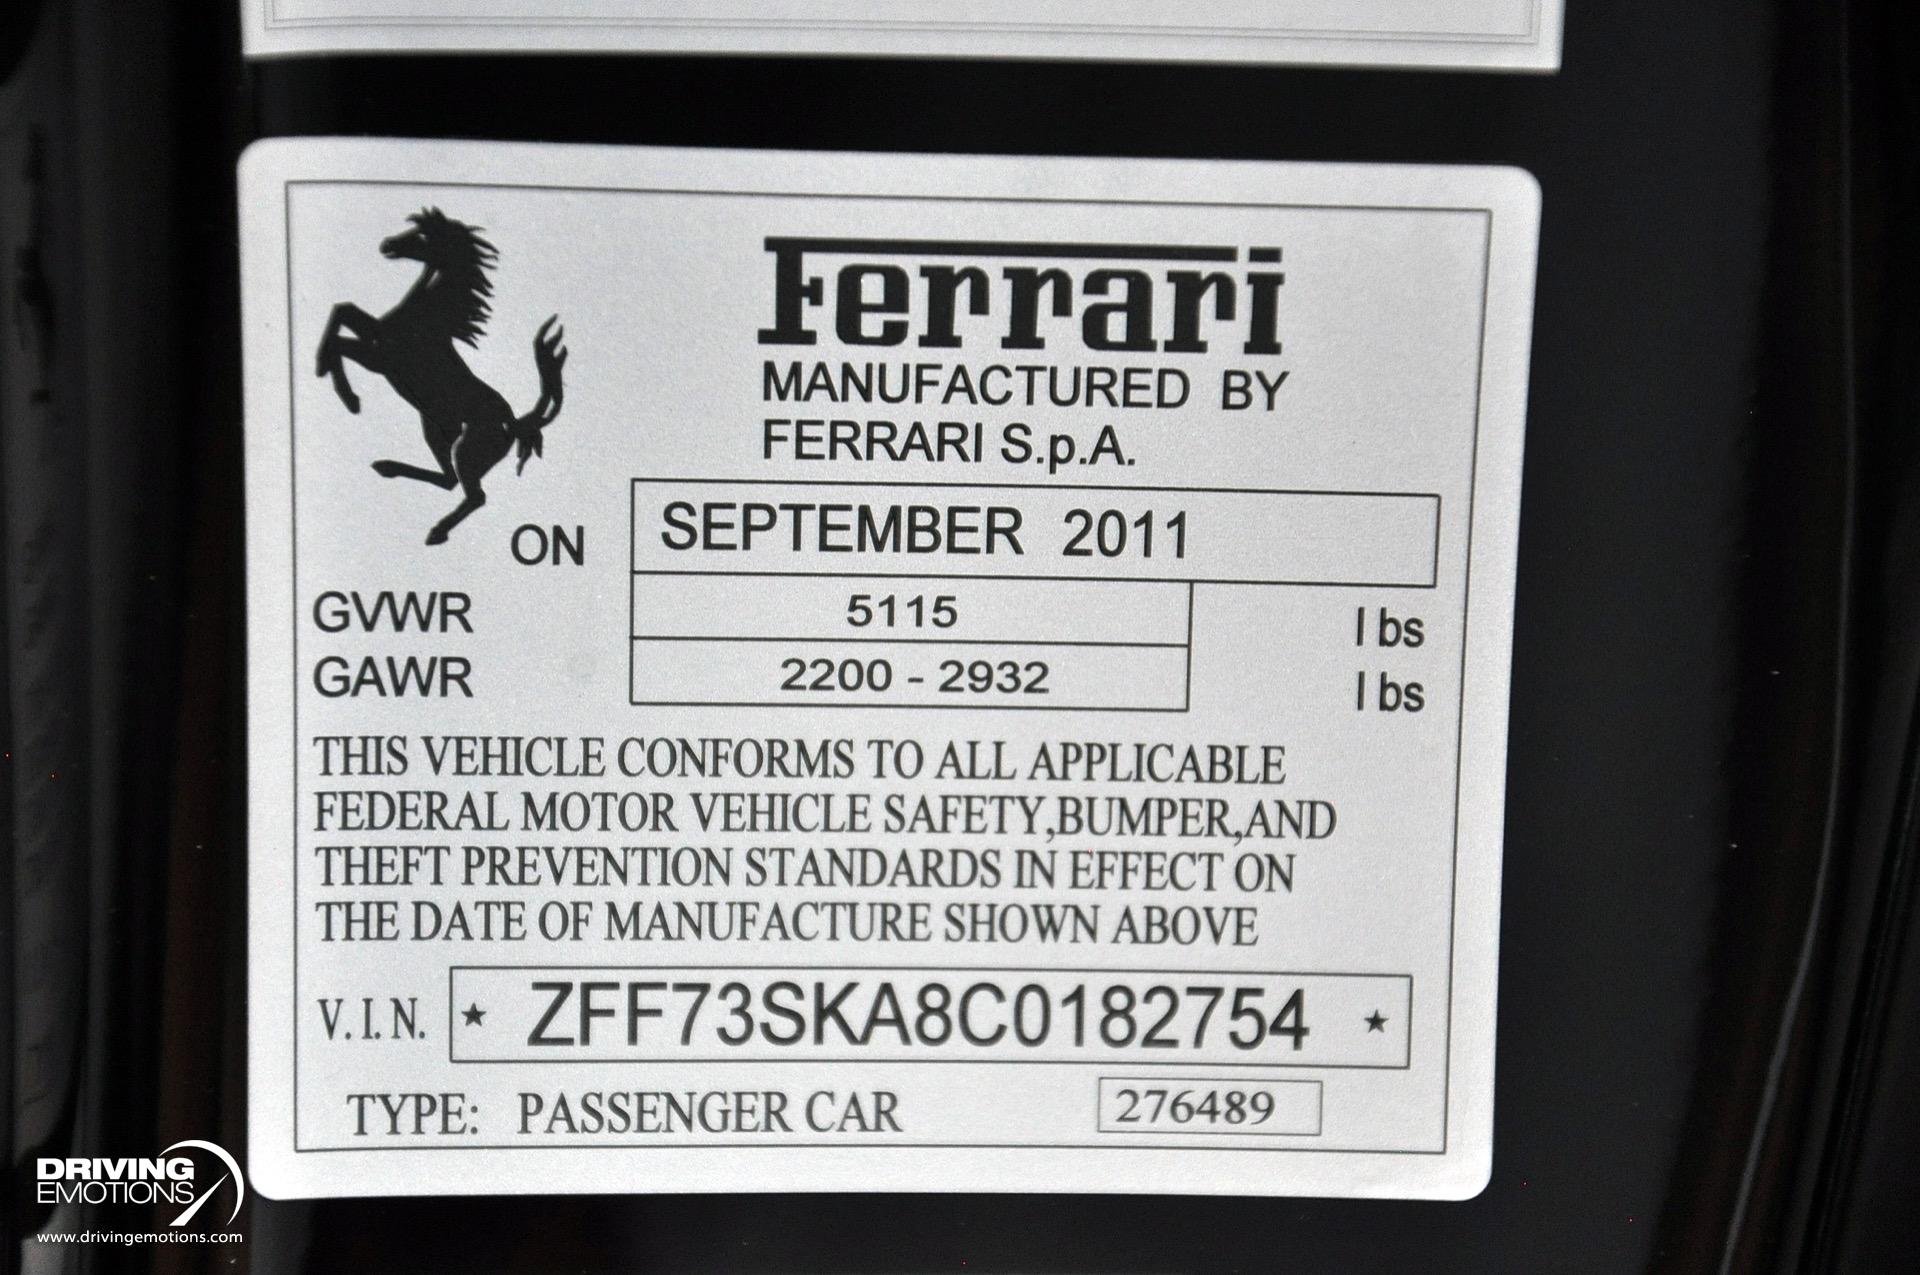 Ferrari
MANUFACTURED BY
FERRARI S.p.A.
ON SEPTEMBER 2011
GVWR 5115 lbs
GAWR 2200 - 2932 lbs
THIS VEHICLE CONFORMS TO ALL APPLICABLE
FEDERAL MOTOR VEHICLE SAFETY,BUMPER,AND
THEFT PREVENTION STANDARDS IN EFFECT ON
THE DATE OF MANUFACTURE SHOWN ABOVE
V.I.N. ★ ZFF73SKA8C0182754 ★
TYPE: PASSENGER CAR 276489
DRIVING
EMOTIONS
www.drivingemotions.com